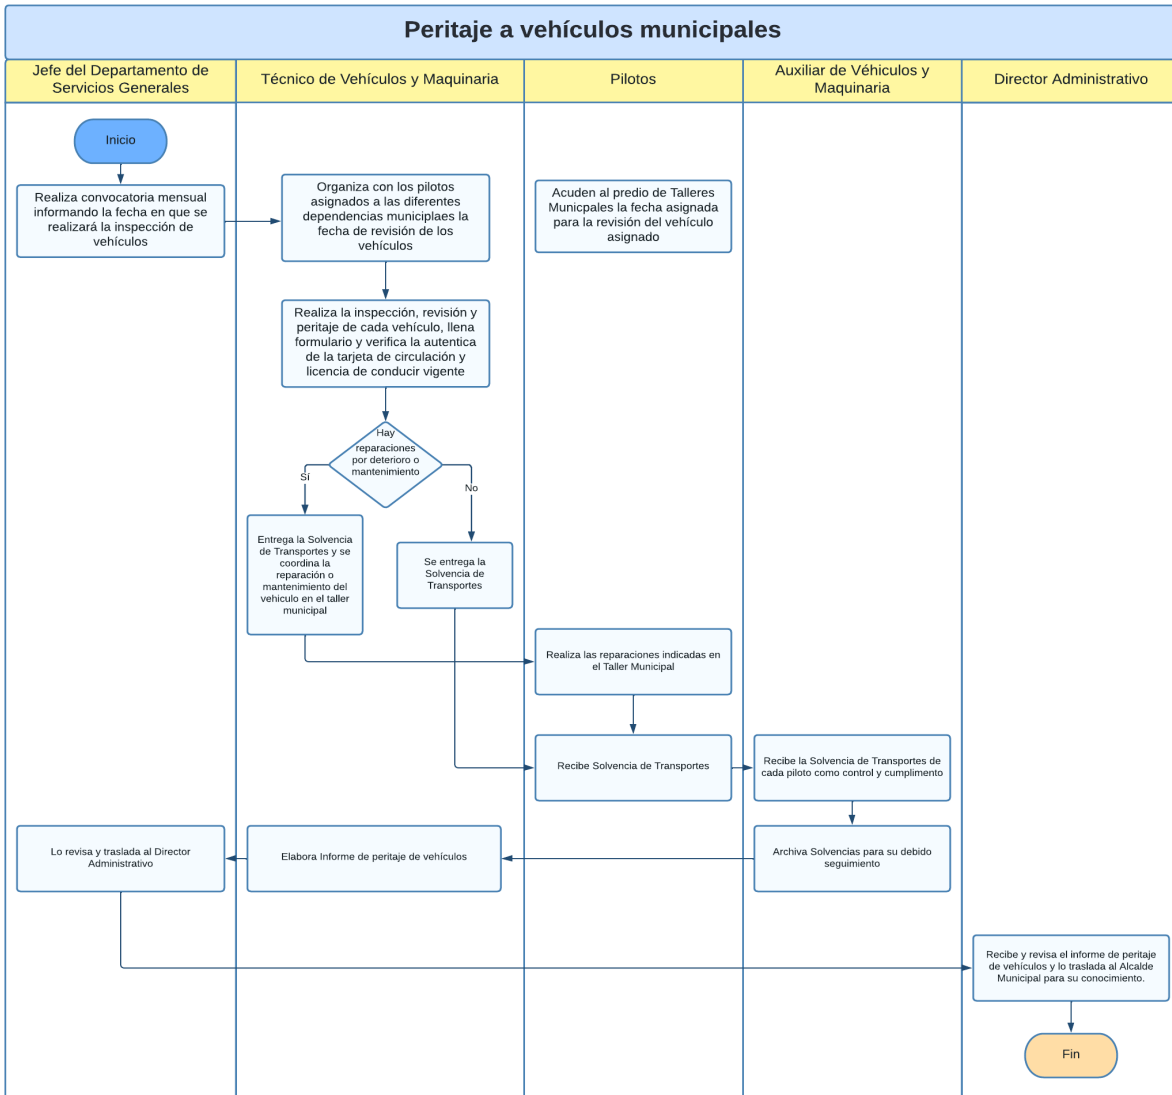 Peritaje a vehículos municipales
Jefe del Departamento de
Servicios Generales
Técnico de Vehículos y Maquinaria
Pilotos
Auxiliar de Véhiculos y
Maquinaria
Director Administrativo
Inicio
Realiza convocatoria mensual
informando la fecha en que se
realizará la inspección de
vehículos
Organiza con los pilotos
asignados a las diferentes
dependencias municiplaes la
fecha de revisión de los
vehículos
Acuden al predio de Talleres
Municpales la fecha asignada
para la revisión del vehículo
asignado
Realiza la inspección, revisión y
peritaje de cada vehículo, llena
formulario y verifica la autentica
de la tarjeta de circulación y
licencia de conducir vigente
Hay
reparaciones
por deterioro o
mantenimiento
Sí
No
Entrega la Solvencia
de Transportes y se
coordina la
reparación o
mantenimiento del
vehiculo en el taller
municipal
Se entrega la
Solvencia de
Transportes
Realiza las reparaciones indicadas en
el Taller Municipal
Recibe Solvencia de Transportes
Recibe la Solvencia de Transportes de
cada piloto como control y cumplimento
Lo revisa y traslada al Director
Administrativo
Elabora Informe de peritaje de vehículos
Archiva Solvencias para su debido
seguimiento
Recibe y revisa el informe de peritaje
de vehículos y lo traslada al Alcalde
Municipal para su conocimiento.
Fin